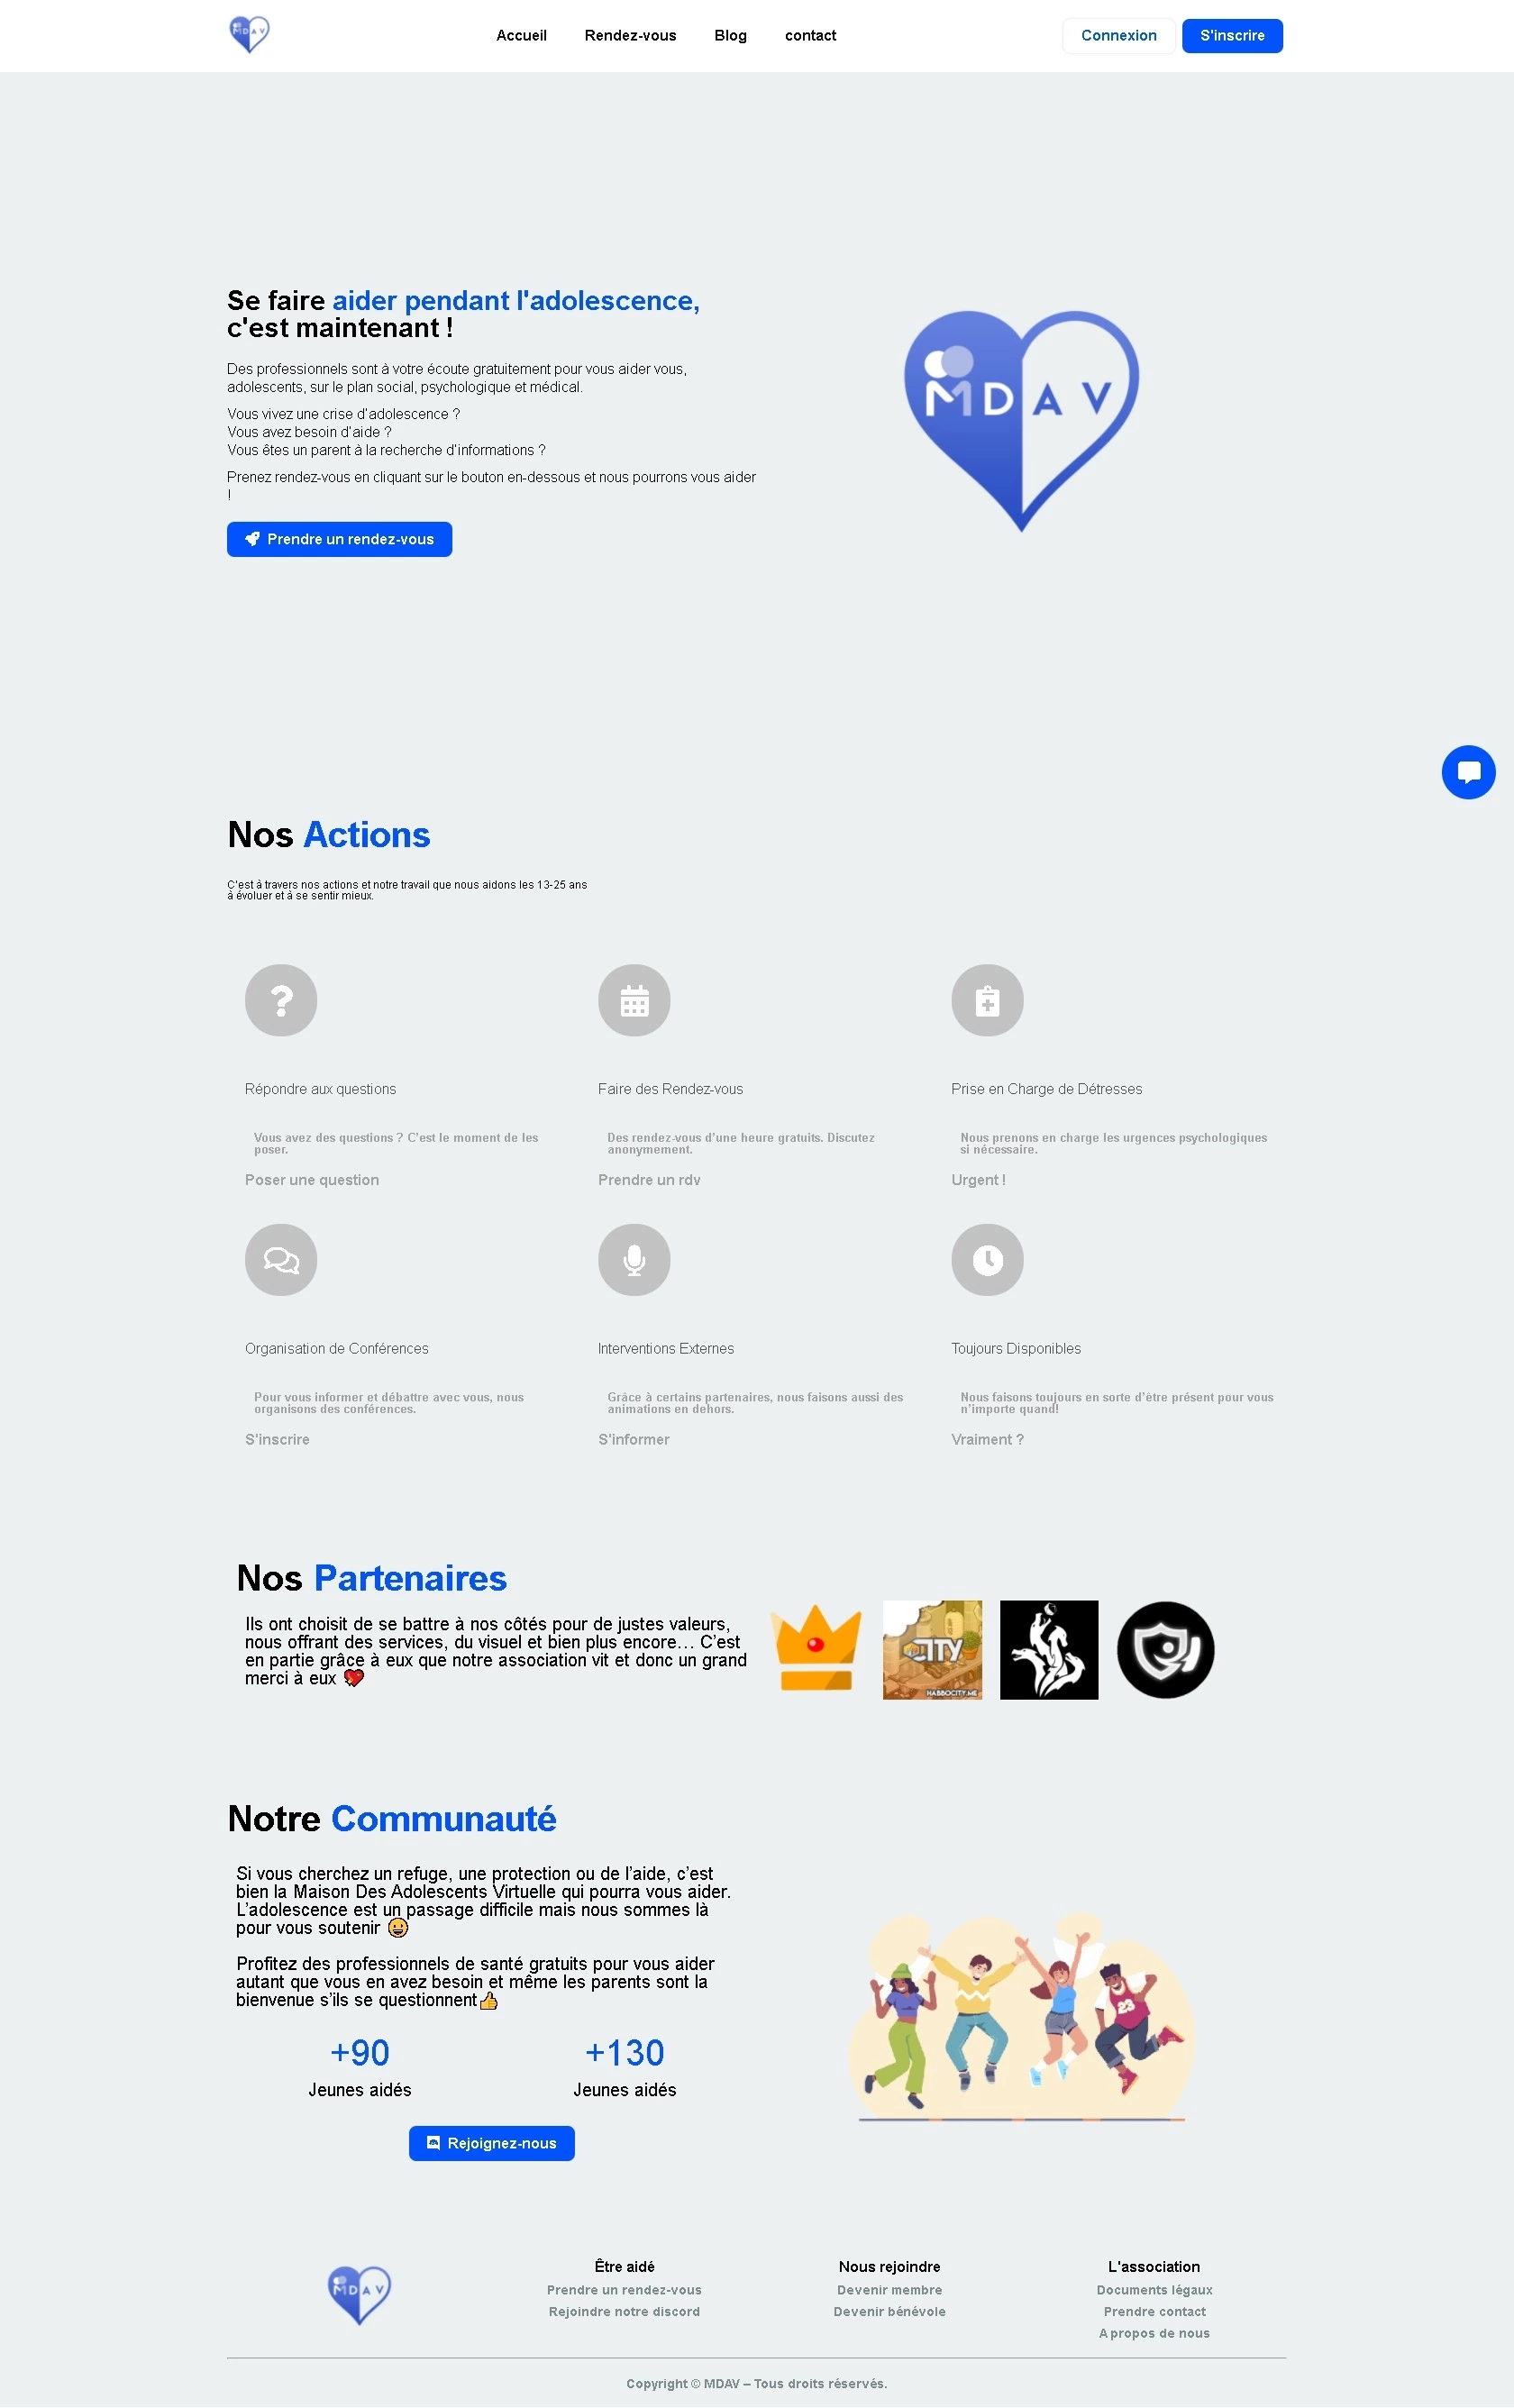 MDAV
Accueil
Rendez-vous
Blog
contact
Connexion
S'inscrire
Se faire aider pendant l'adolescence,
c'est maintenant !
Des professionnels sont à votre écoute gratuitement pour vous aider vous,
adolescents, sur le plan social, psychologique et médical.
Vous vivez une crise d'adolescence ?
Vous avez besoin d'aide ?
Vous êtes un parent à la recherche d'informations ?
Prenez rendez-vous en cliquant sur le bouton en-dessous et nous pourrons vous aider
!
Prendre un rendez-vous
MDAV
Nos Actions
C'est à travers nos actions et notre travail que nous aidons les 13-25 ans
à évoluer et à se sentir mieux.
Répondre aux questions
Vous avez des questions ? C'est le moment de les
poser.
Poser une question
Faire des Rendez-vous
Des rendez-vous d'une heure gratuits. Discutez
anonymement.
Prendre un rdv
Prise en Charge de Détresses
Nous prenons en charge les urgences psychologiques
si nécessaire.
Urgent !
Organisation de Conférences
Pour vous informer et débattre avec vous, nous
organisons des conférences.
S'inscrire
Interventions Externes
Grâce à certains partenaires, nous faisons aussi des
animations en dehors.
S'informer
Toujours Disponibles
Nous faisons toujours en sorte d'être présent pour vous
n'importe quand!
Vraiment ?
Nos Partenaires
Ils ont choisit de se battre à nos côtés pour de justes valeurs,
nous offrant des services, du visuel et bien plus encore… C'est
en partie grâce à eux que notre association vit et donc un grand
merci à eux 💖
CITY
HABBOCITY.ME
Notre Communauté
Si vous cherchez un refuge, une protection ou de l'aide, c'est
bien la Maison Des Adolescents Virtuelle qui pourra vous aider.
L'adolescence est un passage difficile mais nous sommes là
pour vous soutenir 😀
Profitez des professionnels de santé gratuits pour vous aider
autant que vous en avez besoin et même les parents sont la
bienvenue s'ils se questionnent👍
+90
Jeunes aidés
+130
Jeunes aidés
Rejoignez-nous
23
MDAV
Être aidé
Prendre un rendez-vous
Rejoindre notre discord
Nous rejoindre
Devenir membre
Devenir bénévole
L'association
Documents légaux
Prendre contact
A propos de nous
Copyright © MDAV – Tous droits réservés.